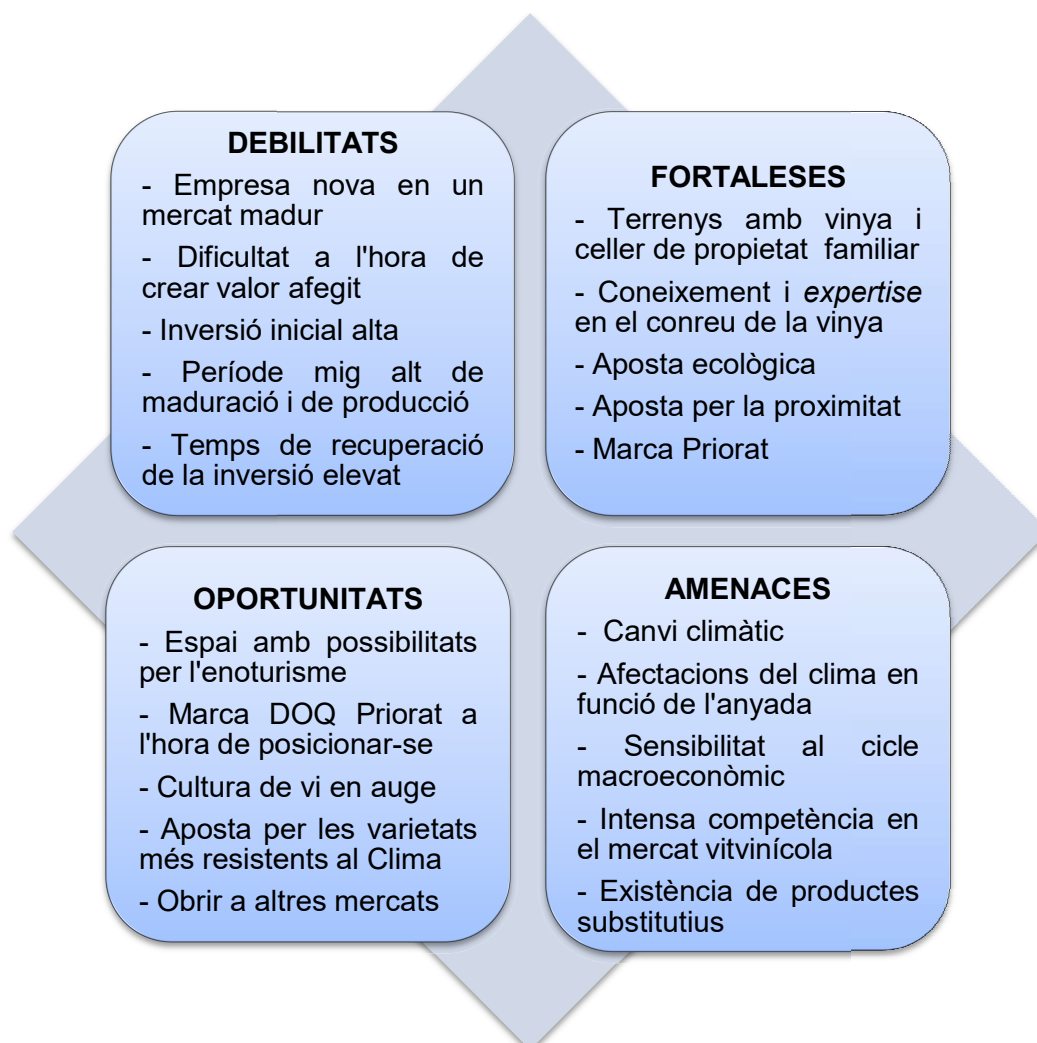 DEBILITATS
- Empresa nova en un
mercat madur
- Dificultat a l'hora de
crear valor afegit
- Inversió inicial alta
- Període mig alt de
maduració i de producció
- Temps de recuperació
de la inversió elevat
FORTALESES
- Terrenys amb vinya i
celler de propietat familiar
- Coneixement i expertise
en el conreu de la vinya
- Aposta ecològica
- Aposta per la proximitat
- Marca Priorat
OPORTUNITATS
- Espai amb possibilitats
per l'enoturisme
- Marca DOQ Priorat a
l'hora de posicionar-se
- Cultura de vi en auge
- Aposta per les varietats
més resistents al Clima
- Obrir a altres mercats
AMENACES
- Canvi climàtic
- Afectacions del clima en
funció de l'anyada
- Sensibilitat al cicle
macroeconòmic
- Intensa competència en
el mercat vitvinícola
- Existència de productes
substitutius